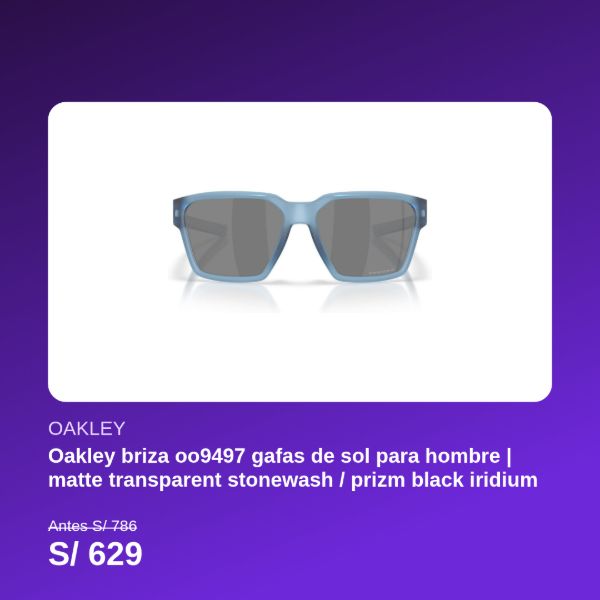 OAKLEY
Oakley briza oo9497 gafas de sol para hombre |
matte transparent stonewash / prizm black iridium
Antes S/ 786
S/ 629